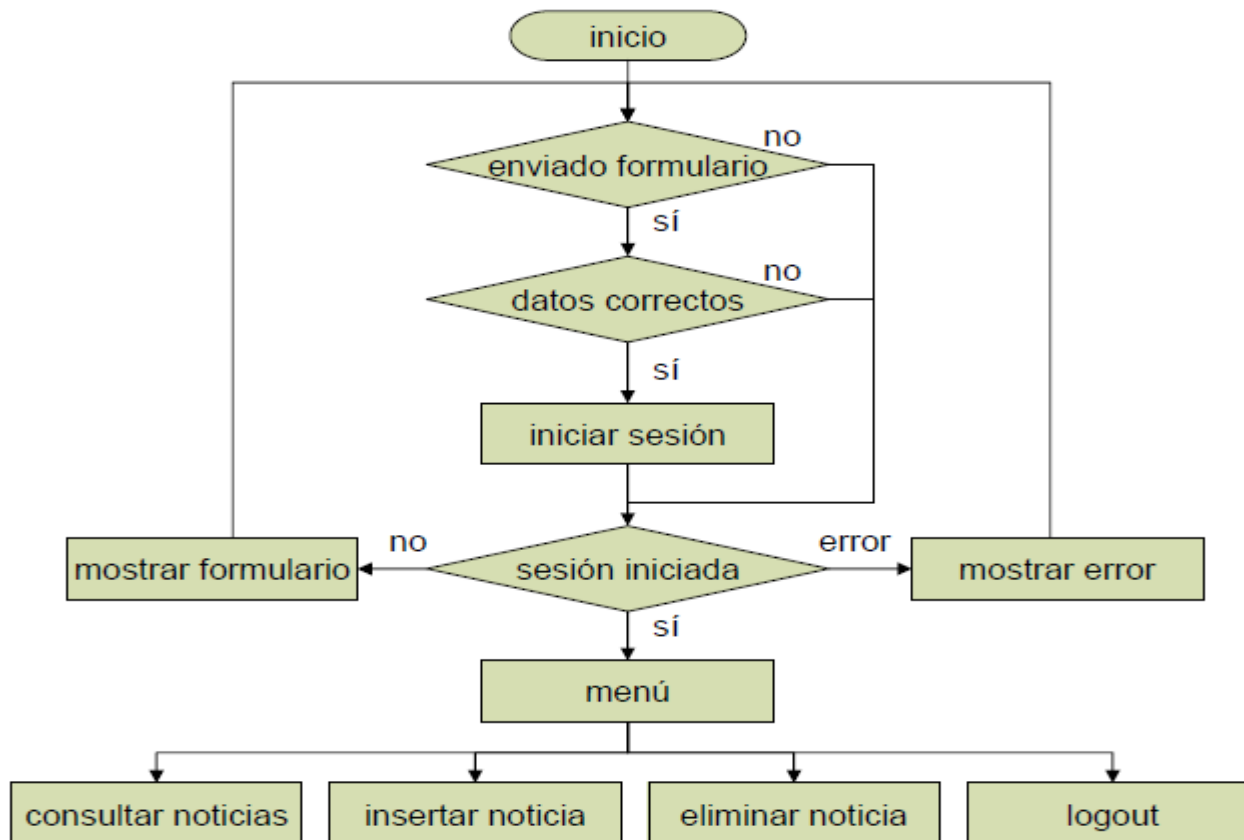 inicio
no
enviado formulario
sí
no
datos correctos
sí
iniciar sesión
no
error
mostrar formulario
sesión iniciada
mostrar error
sí
menú
consultar noticias
insertar noticia
eliminar noticia
logout